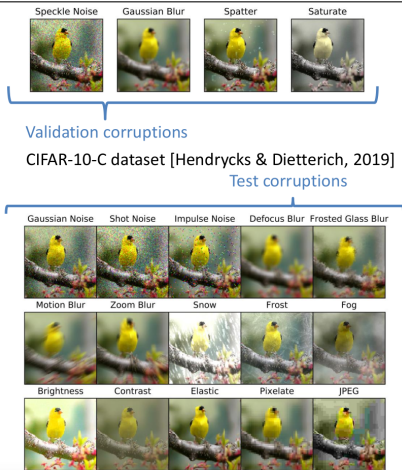 Speckle Noise Gaussian Blur Spatter Saturate
Validation corruptions
CIFAR-10-C dataset [Hendrycks & Dietterich, 2019]
Test corruptions
Gaussian Noise Shot Noise Impulse Noise Defocus Blur Frosted Glass Blur
Motion Blur Zoom Blur Snow Frost Fog
Brightness Contrast Elastic Pixelate JPEG